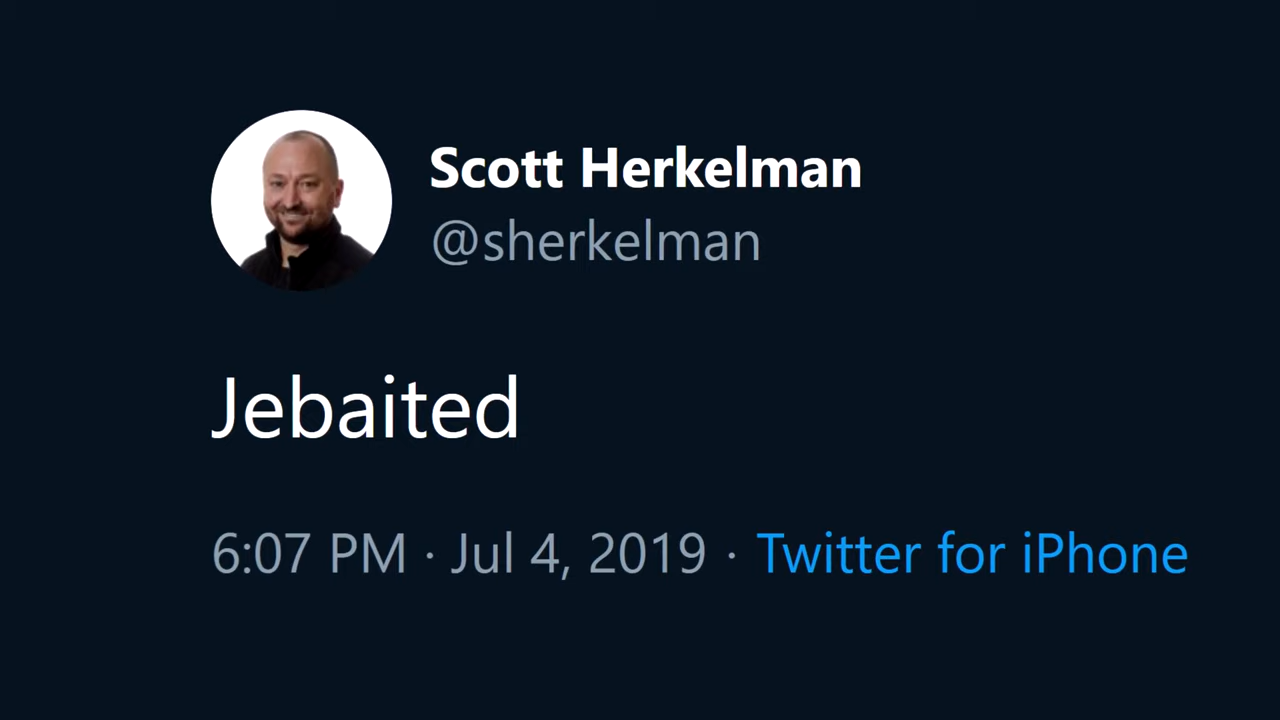 Scott Herkelman
@sherkelman
Jebaited
6:07 PM · Jul 4, 2019 · Twitter for iPhone